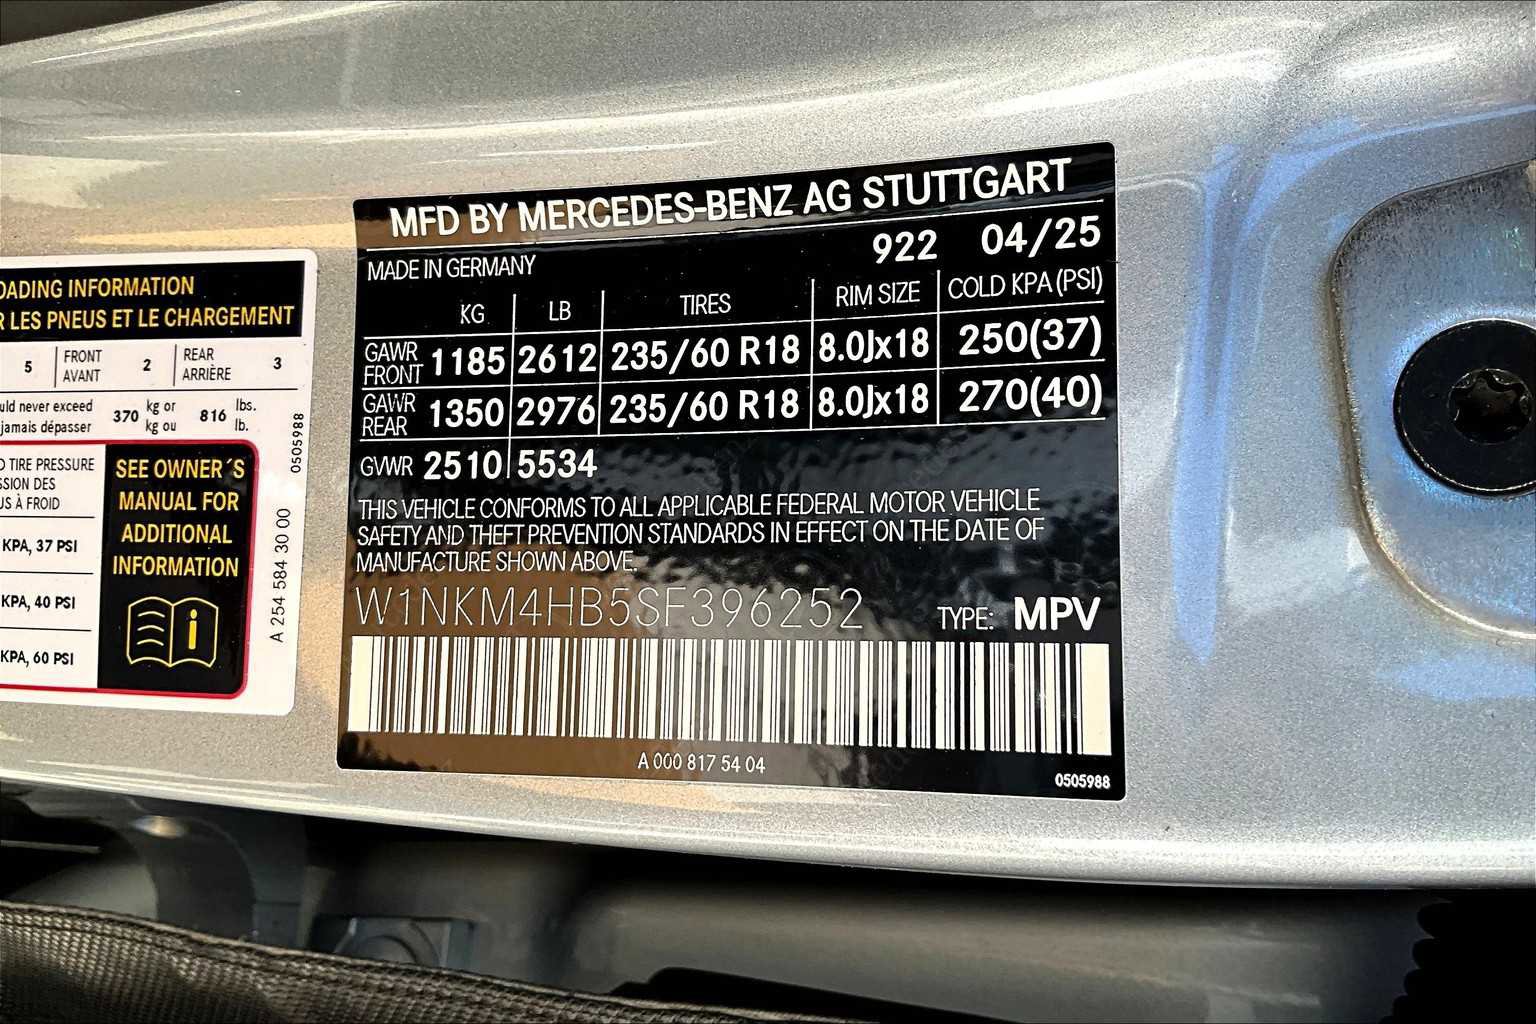 OADING INFORMATION
R LES PNEUS ET LE CHARGEMENT
5 FRONT AVANT 2 REAR ARRIÈRE 3
uld never exceed 370 kg or 816 lbs.
jamais dépasser kg ou lb.
D TIRE PRESSURE
SSION DES
US À FROID
KPA, 37 PSI
KPA, 40 PSI
KPA, 60 PSI
SEE OWNER´S
MANUAL FOR
ADDITIONAL
INFORMATION
i
A 254 584 30 00
0505988
MFD BY MERCEDES-BENZ AG STUTTGART
922 04/25
MADE IN GERMANY
KG LB TIRES RIM SIZE COLD KPA(PSI)
GAWR FRONT 1185 2612 235/60 R18 8.0Jx18 250(37)
GAWR REAR 1350 2976 235/60 R18 8.0Jx18 270(40)
GVWR 2510 5534
THIS VEHICLE CONFORMS TO ALL APPLICABLE FEDERAL MOTOR VEHICLE
SAFETY AND THEFT PREVENTION STANDARDS IN EFFECT ON THE DATE OF
MANUFACTURE SHOWN ABOVE.
W1NKM4HB5SF396252 TYPE: MPV
A 000 817 54 04
0505988